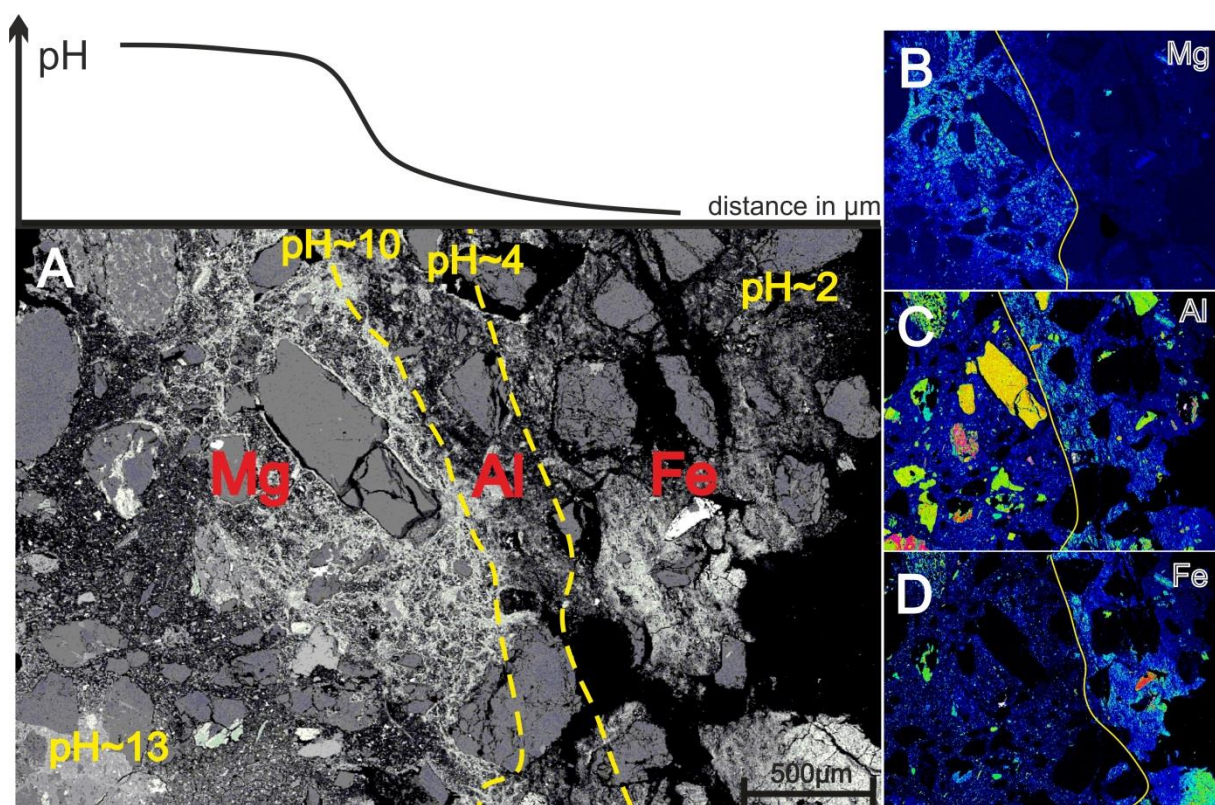 pH
distance in µm
A
pH~10
pH~4
pH~2
Mg
Al
Fe
pH~13
500µm
B
Mg
C
Al
D
Fe